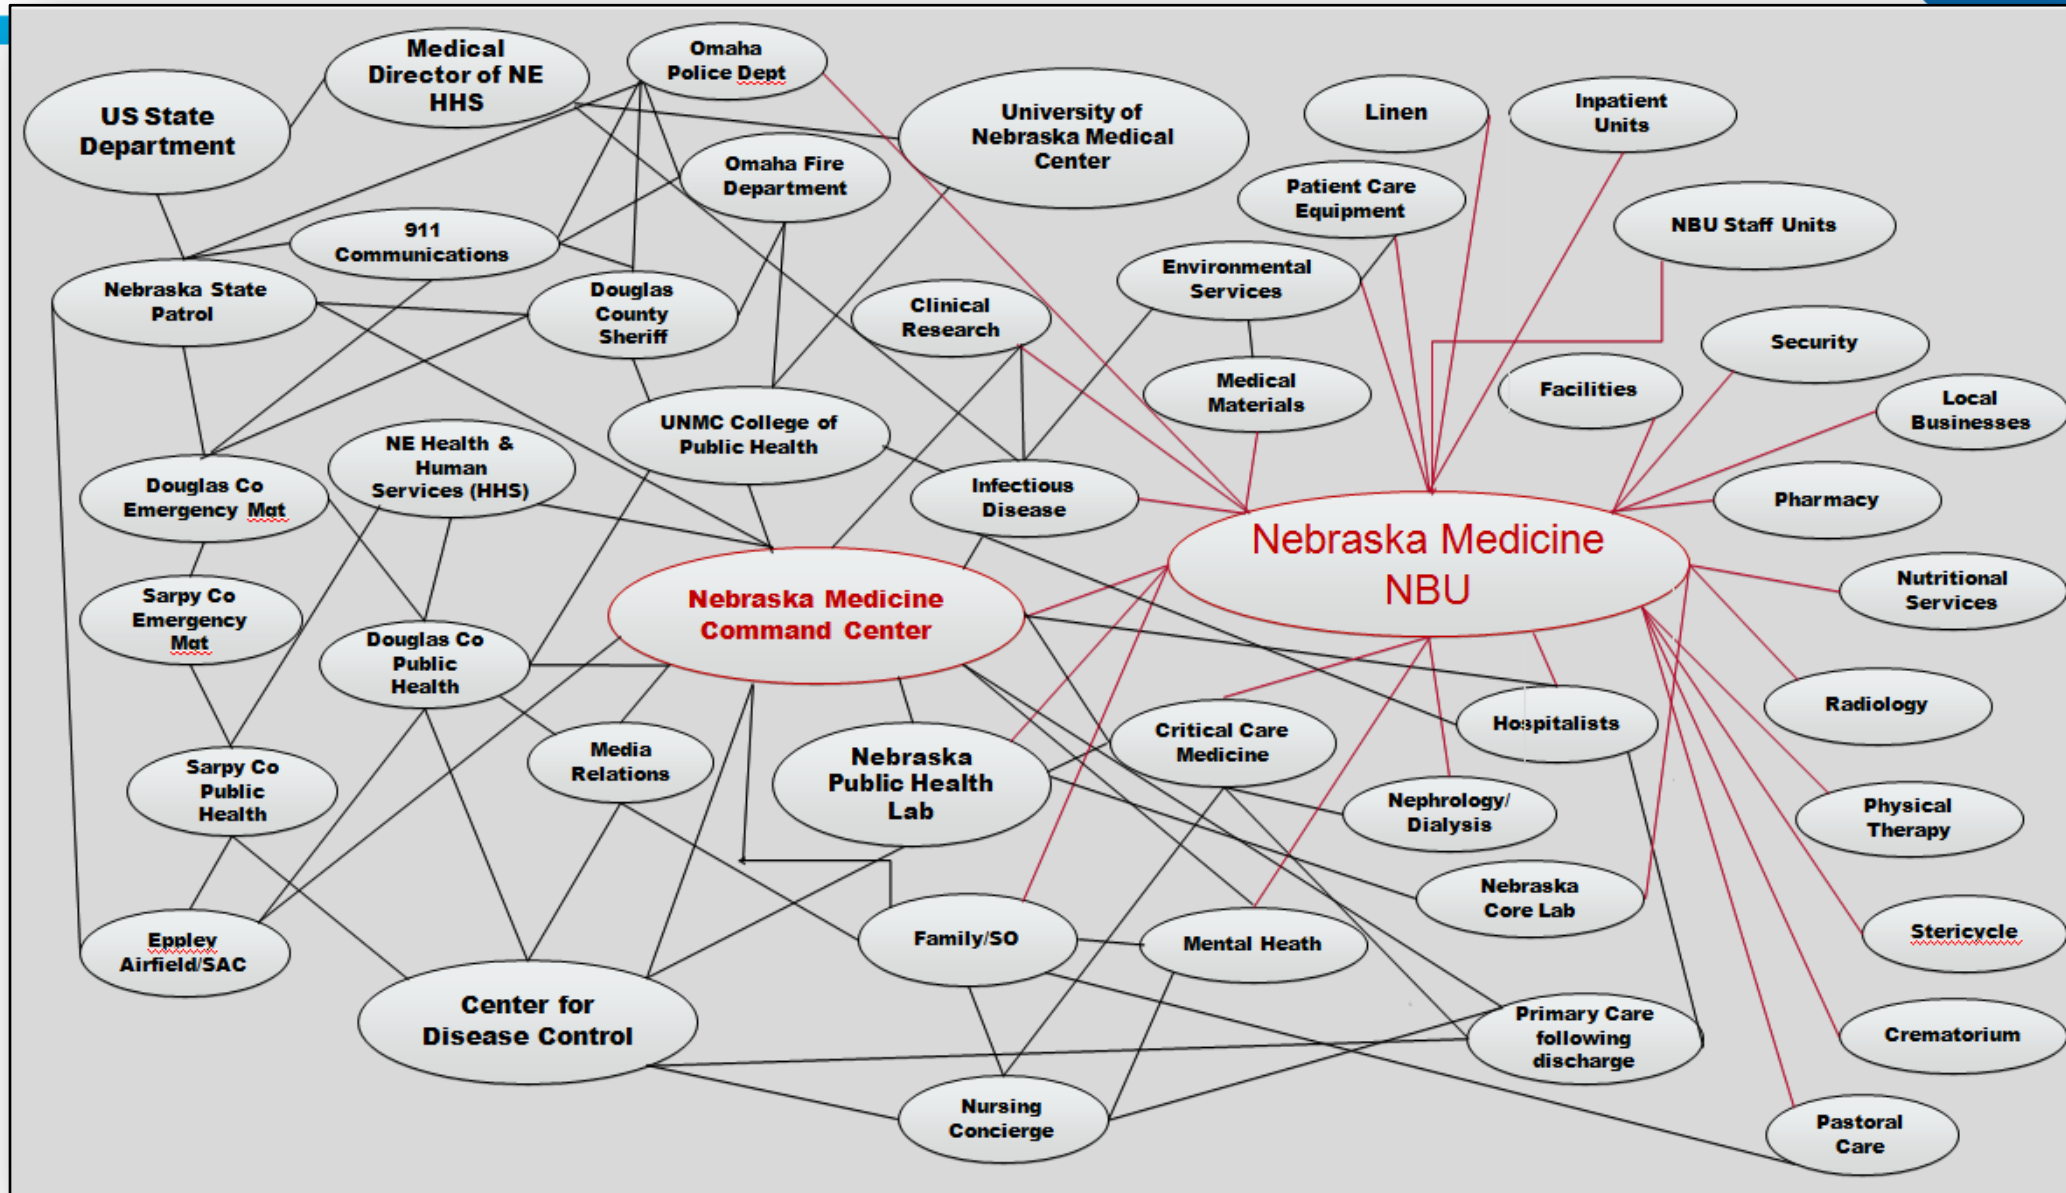 Medical
Director of NE
HHS
Omaha
Police Dept
US State
Department
University of
Nebraska Medical
Center
Linen
Inpatient
Units
Omaha Fire
Department
Patient Care
Equipment
NBU Staff Units
911
Communications
Environmental
Services
Nebraska State
Patrol
Douglas
County
Sheriff
Clinical
Research
Security
Medical
Materials
Facilities
Local
Businesses
UNMC College of
Public Health
NE Health &
Human
Services (HHS)
Douglas Co
Emergency Mgt
Infectious
Disease
Pharmacy
Nebraska Medicine
NBU
Sarpy Co
Emergency
Mgt
Nebraska Medicine
Command Center
Nutritional
Services
Douglas Co
Public
Health
Radiology
Media
Relations
Nebraska
Public Health
Lab
Critical Care
Medicine
Hospitalists
Sarpy Co
Public
Health
Nephrology/
Dialysis
Physical
Therapy
Nebraska
Core Lab
Eppley
Airfield/SAC
Family/SO
Mental Heath
Stericycle
Center for
Disease Control
Primary Care
following
discharge
Crematorium
Nursing
Concierge
Pastoral
Care